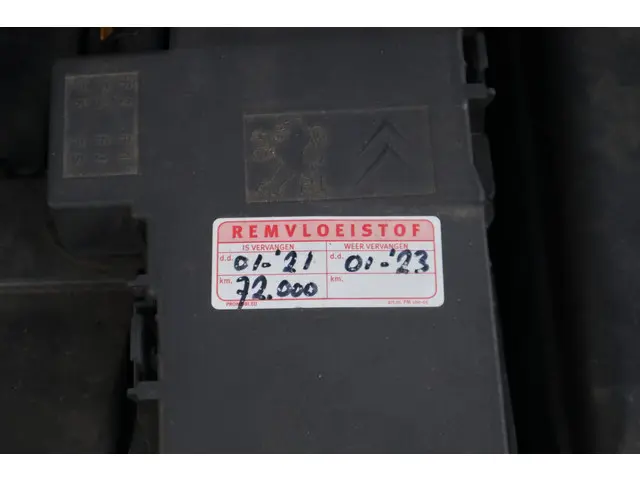 REMVLOEISTOF
IS VERVANGEN WEER VERVANGEN
d.d. 01-'21 d.d. 01-'23
km. 72.000 km.